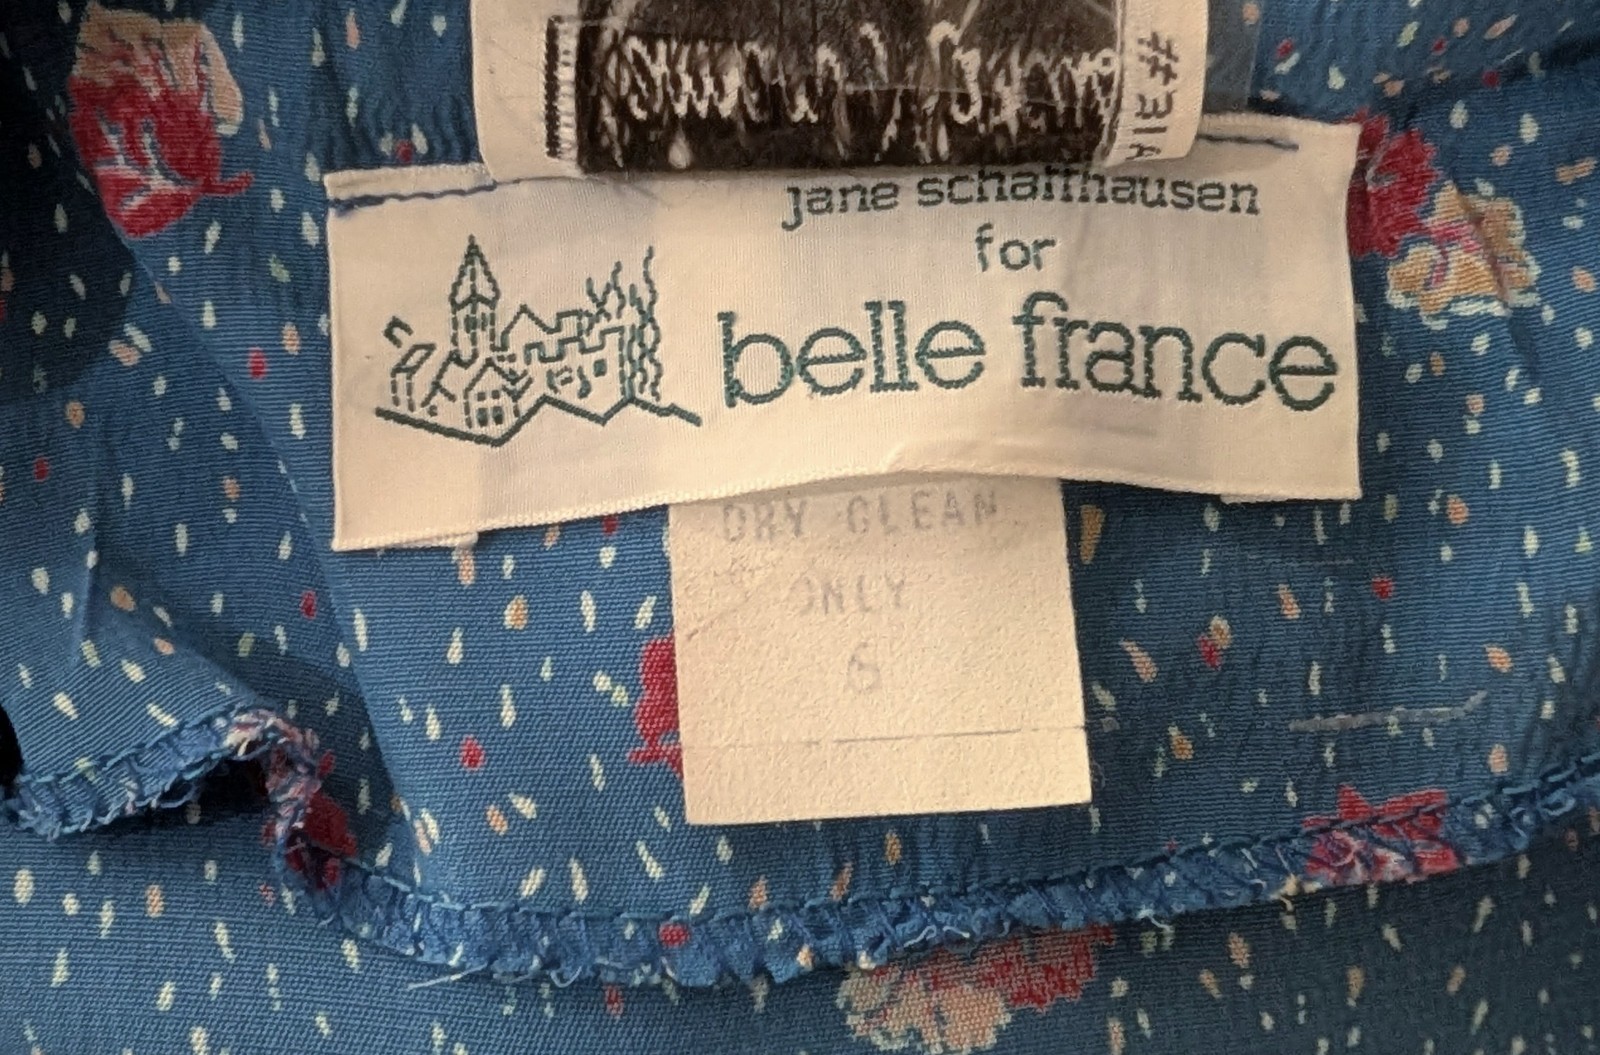 jane schaffhausen
for
belle france
DRY CLEAN
ONLY
6